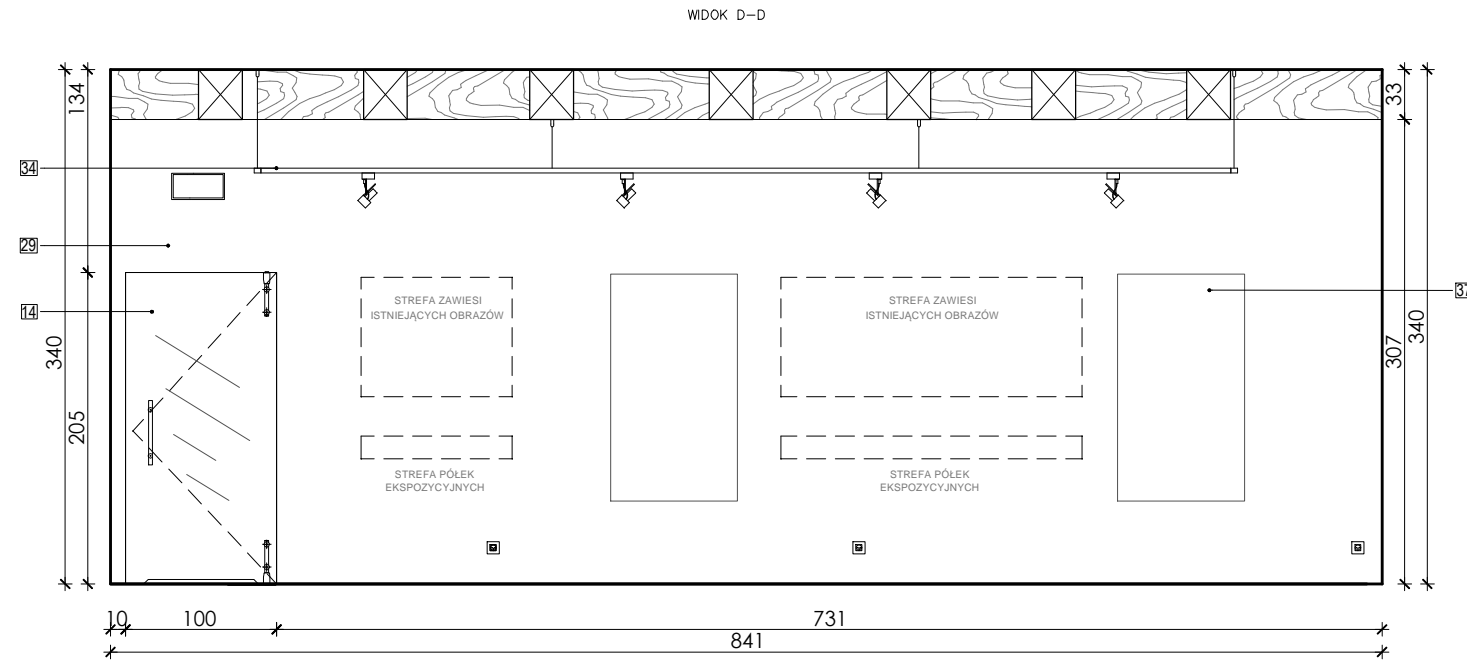 WIDOK D-D
134
33
34
29
14
37
STREFA ZAWIESI
ISTNIEJĄCYCH OBRAZÓW
STREFA ZAWIESI
ISTNIEJĄCYCH OBRAZÓW
340
205
307
340
STREFA PÓŁEK
EKSPOZYCYJNYCH
STREFA PÓŁEK
EKSPOZYCYJNYCH
10
100
731
841